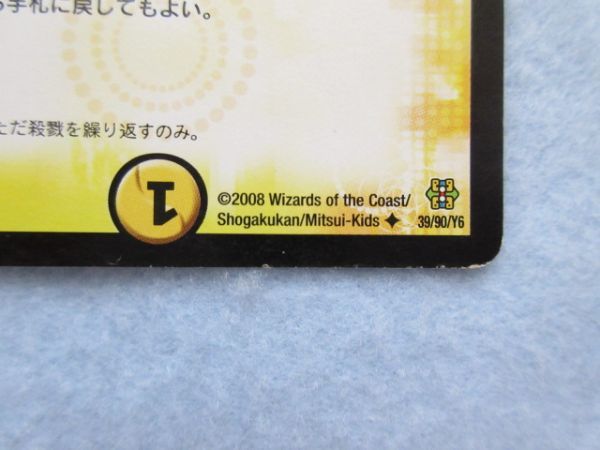 手札に戻してもよい。
ただ殺戮を繰り返すのみ。
1
©2008 Wizards of the Coast/
Shogakukan/Mitsui-Kids
39/90/Y6